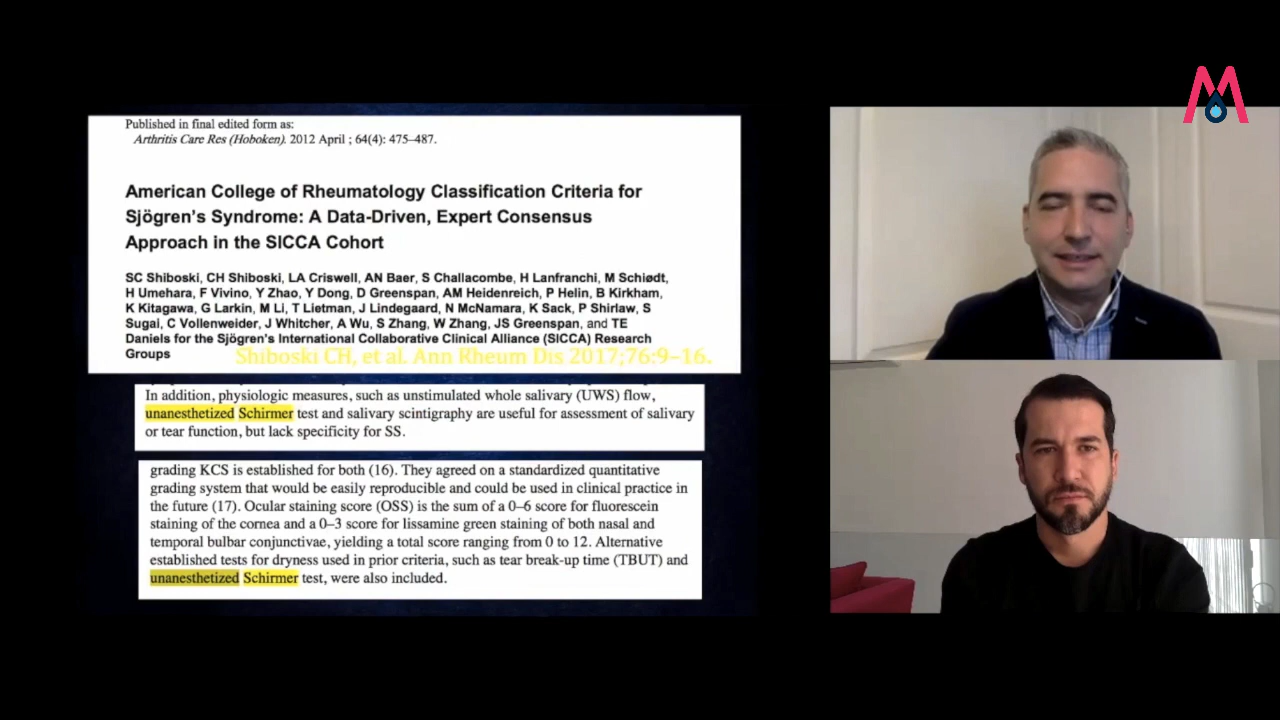 Published in final edited form as:
Arthritis Care Res (Hoboken). 2012 April ; 64(4): 475–487.
American College of Rheumatology Classification Criteria for
Sjögren's Syndrome: A Data-Driven, Expert Consensus
Approach in the SICCA Cohort
SC Shiboski, CH Shiboski, LA Criswell, AN Baer, S Challacombe, H Lanfranchi, M Schiødt,
H Umehara, F Vivino, Y Zhao, Y Dong, D Greenspan, AM Heidenreich, P Helin, B Kirkham,
K Kitagawa, G Larkin, M Li, T Lietman, J Lindegaard, N McNamara, K Sack, P Shirlaw, S
Sugai, C Vollenweider, J Whitcher, A Wu, S Zhang, W Zhang, JS Greenspan, and TE
Daniels for the Sjögren's International Collaborative Clinical Alliance (SICCA) Research
Groups
Shiboski CH, et al. Ann Rheum Dis 2017;76:9–16.
In addition, physiologic measures, such as unstimulated whole salivary (UWS) flow,
unanesthetized Schirmer test and salivary scintigraphy are useful for assessment of salivary
or tear function, but lack specificity for SS.
grading KCS is established for both (16). They agreed on a standardized quantitative
grading system that would be easily reproducible and could be used in clinical practice in
the future (17). Ocular staining score (OSS) is the sum of a 0–6 score for fluorescein
staining of the cornea and a 0–3 score for lissamine green staining of both nasal and
temporal bulbar conjunctivae, yielding a total score ranging from 0 to 12. Alternative
established tests for dryness used in prior criteria, such as tear break-up time (TBUT) and
unanesthetized Schirmer test, were also included.
M